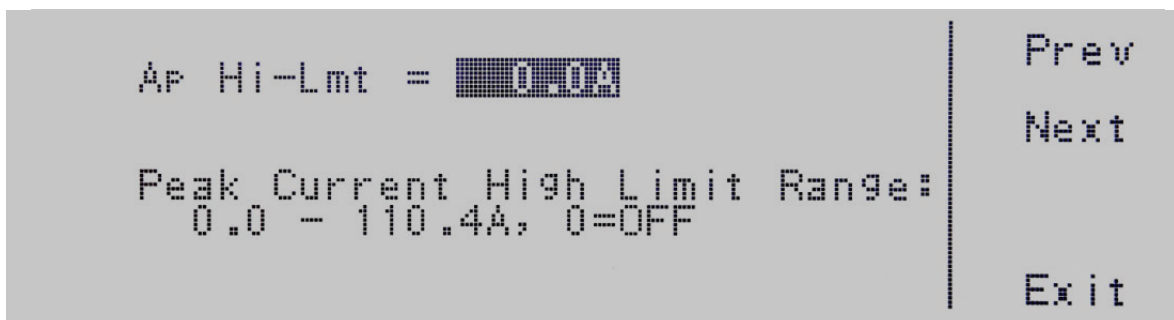 Ap Hi-Lmt = 0.0A
Peak Current High Limit Range:
0.0 - 110.4A, 0=OFF
Prev
Next
Exit